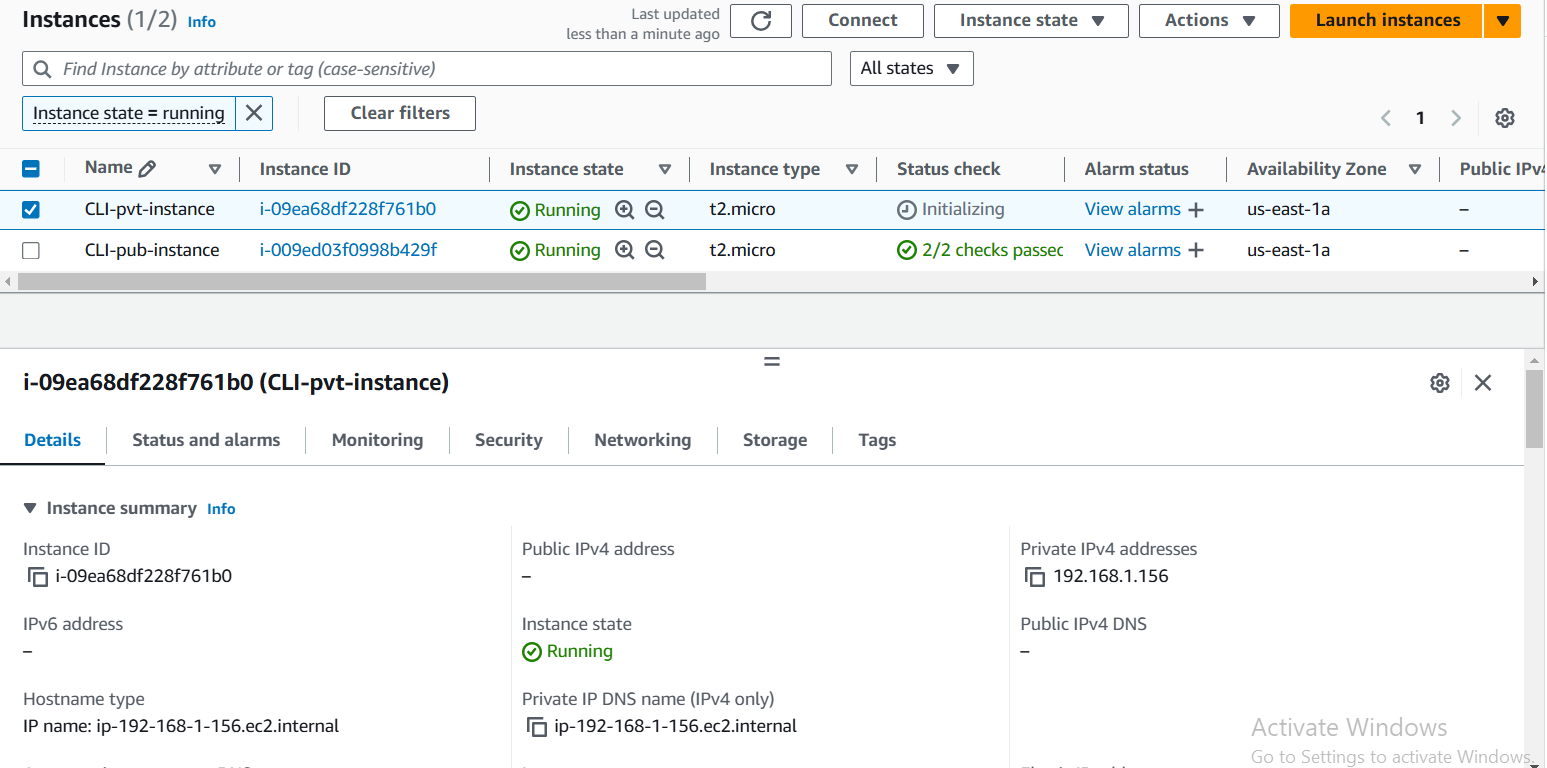 Instances (1/2) Info
Last updated
less than a minute ago
Connect
Instance state
Actions
Launch instances
Find Instance by attribute or tag (case-sensitive)
All states
Instance state = running
Clear filters
1
Name Instance ID Instance state Instance type Status check Alarm status Availability Zone Public IPv4
CLI-pvt-instance i-09ea68df228f761b0 Running t2.micro Initializing View alarms + us-east-1a –
CLI-pub-instance i-009ed03f0998b429f Running t2.micro 2/2 checks passec View alarms + us-east-1a –
i-09ea68df228f761b0 (CLI-pvt-instance)
Details Status and alarms Monitoring Security Networking Storage Tags
Instance summary Info
Instance ID Public IPv4 address Private IPv4 addresses
i-09ea68df228f761b0 – 192.168.1.156
IPv6 address Instance state Public IPv4 DNS
– Running –
Hostname type Private IP DNS name (IPv4 only)
IP name: ip-192-168-1-156.ec2.internal ip-192-168-1-156.ec2.internal
Activate Windows
Go to Settings to activate Windows.